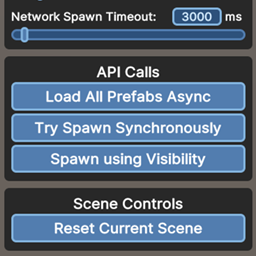 Network Spawn Timeout: 3000 ms
API Calls
Load All Prefabs Async
Try Spawn Synchronously
Spawn using Visibility
Scene Controls
Reset Current Scene